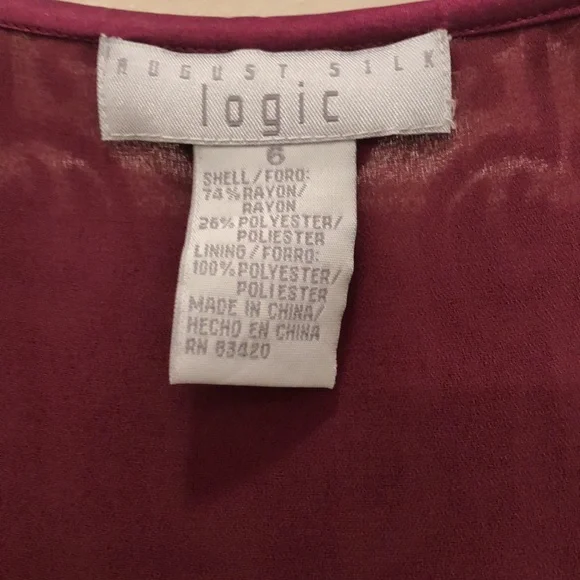 AUGUST SILK
logic
6
SHELL/FORO:
74% RAYON/
RAYON
26% POLYESTER/
POLIESTER
LINING/FORRO:
100% POLYESTER/
POLIESTER
MADE IN CHINA/
HECHO EN CHINA
RN 83420